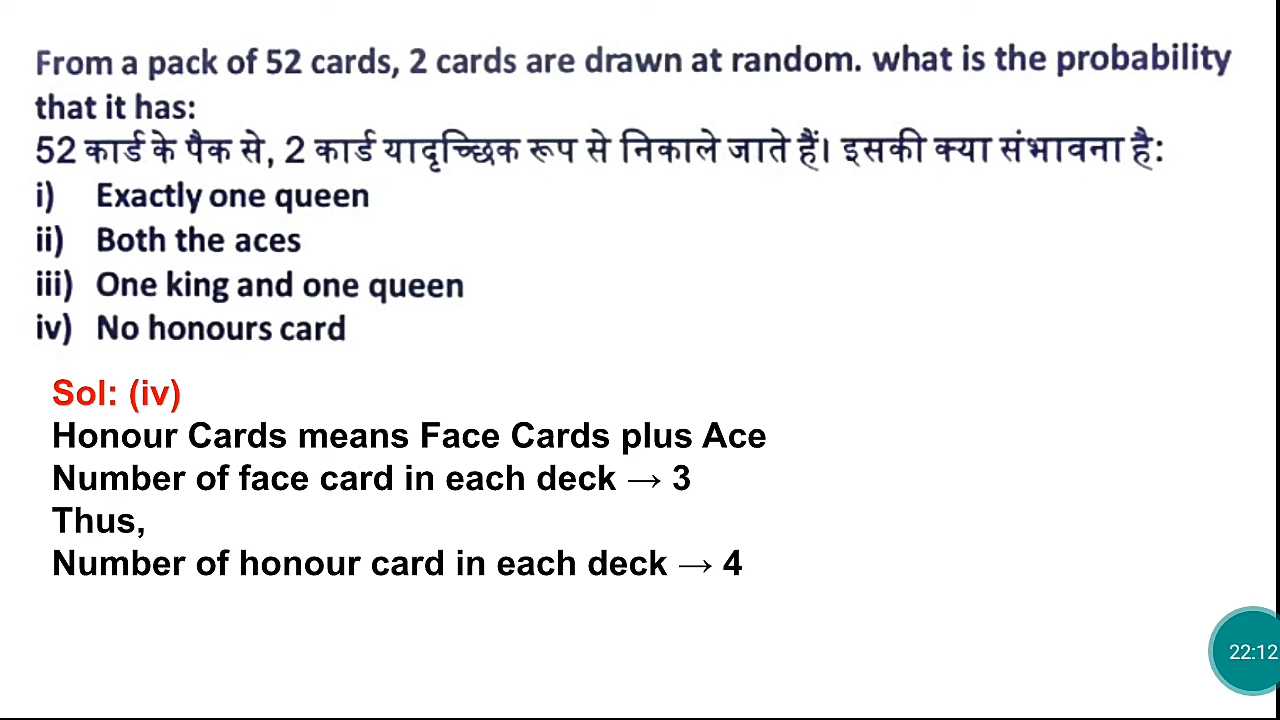 From a pack of 52 cards, 2 cards are drawn at random. what is the probability
that it has:
52 कार्ड के पैक से, 2 कार्ड यादृच्छिक रूप से निकाले जाते हैं। इसकी क्या संभावना है:
i) Exactly one queen
ii) Both the aces
iii) One king and one queen
iv) No honours card
Sol: (iv)
Honour Cards means Face Cards plus Ace
Number of face card in each deck → 3
Thus,
Number of honour card in each deck → 4
22:12